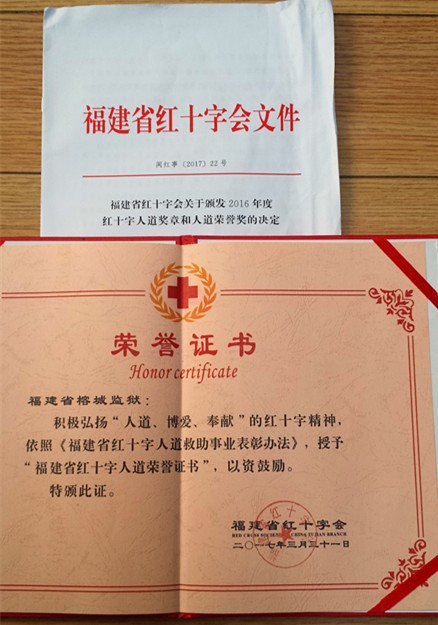 福建省红十字会文件
闽红事〔2017〕22号
福建省红十字会关于颁发2016年度
红十字人道奖章和人道荣誉奖的决定
荣誉证书
Honor certificate
福建省榕城监狱：
积极弘扬“人道、博爱、奉献”的红十字精神，
依照《福建省红十字人道救助事业表彰办法》，授予
“福建省红十字人道荣誉证书”，以资鼓励。
特颁此证。
福建省红十字会
RED CROSS SOCIETY OF CHINA FUJIAN BRANCH
二〇一七年三月三十一日